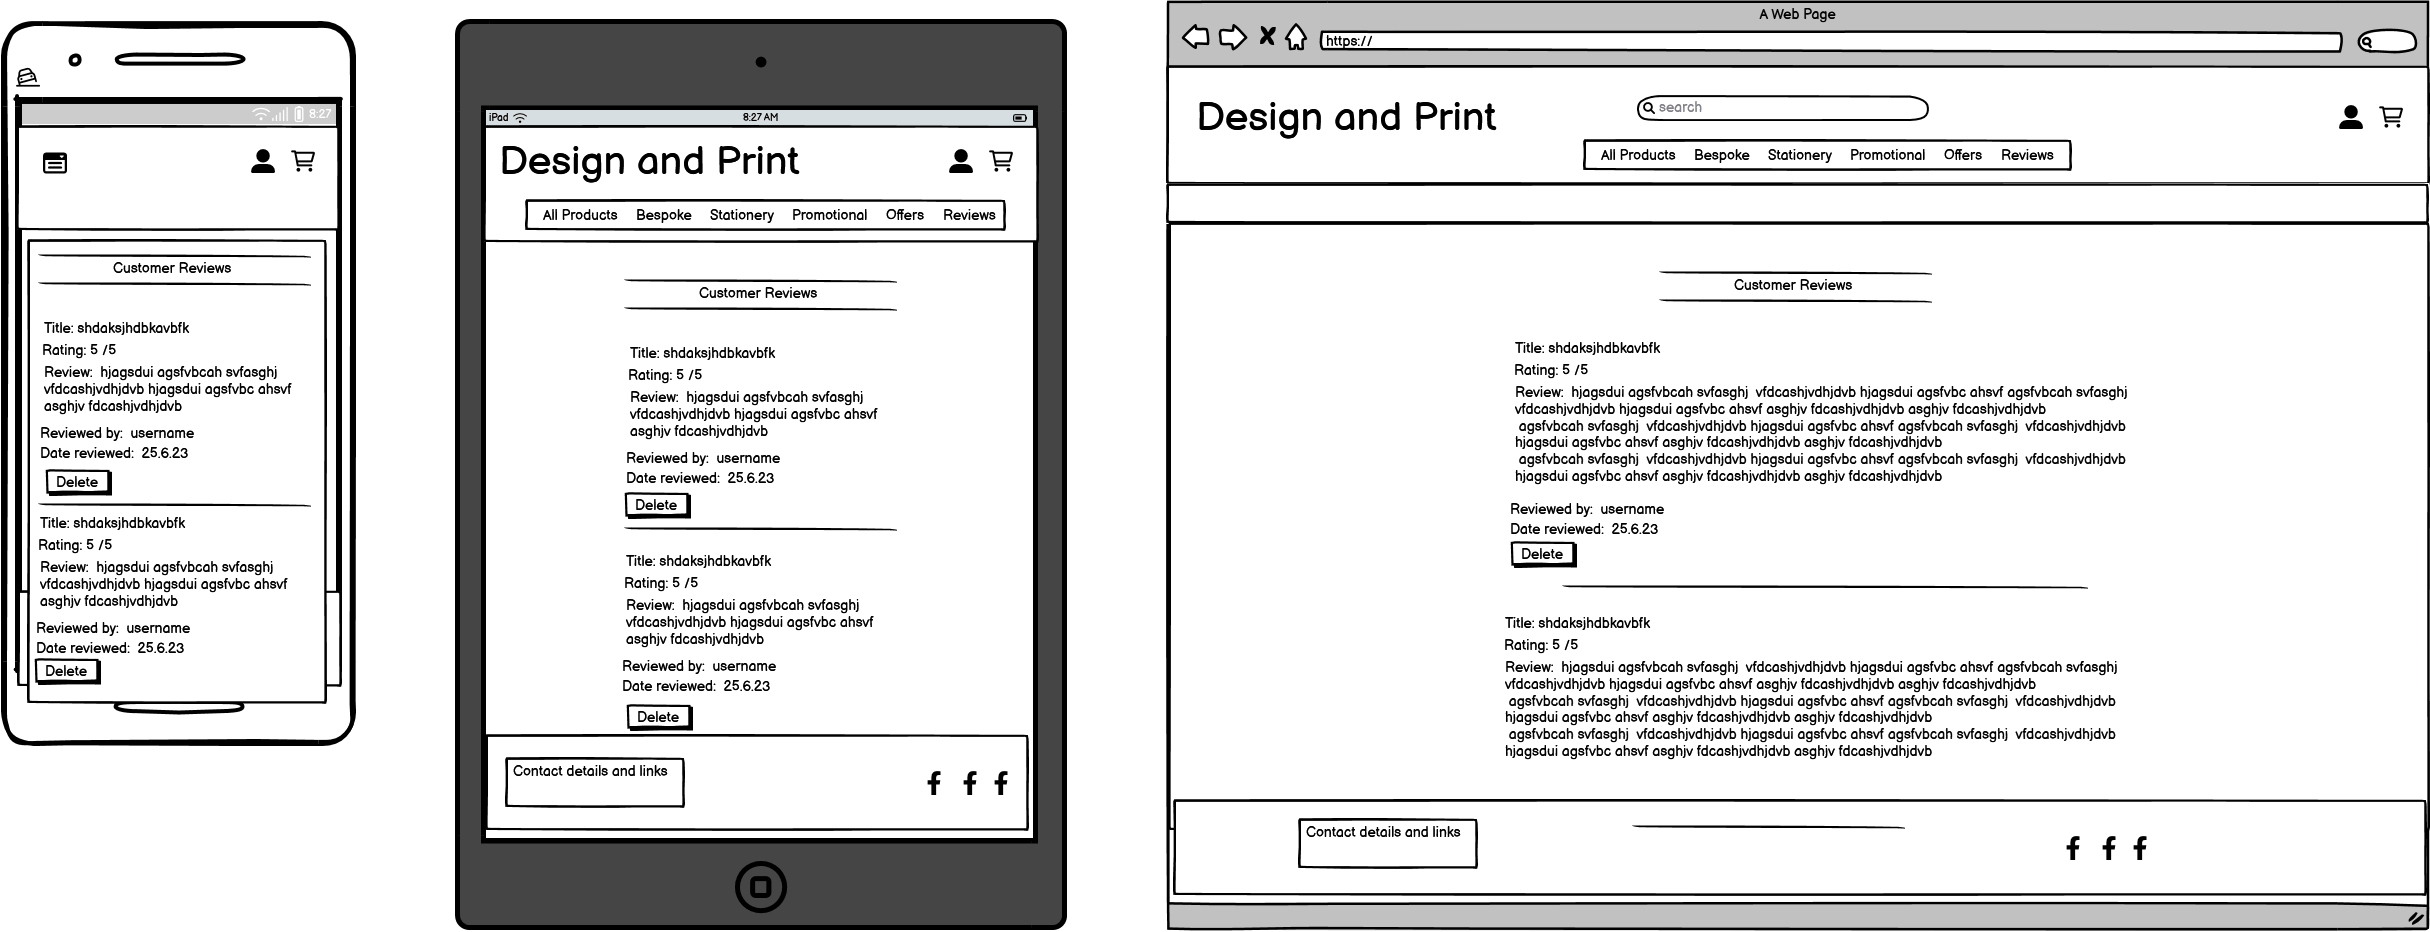 8:27
Customer Reviews
Title: shdaksjhdbkavbfk
Rating: 5 /5
Review:  hjagsdui agsfvbcah svfasghj
vfdcashjvdhjdvb hjagsdui agsfvbc ahsvf
asghjv fdcashjvdhjdvb
Reviewed by:  username
Date reviewed:  25.6.23
Delete
Title: shdaksjhdbkavbfk
Rating: 5 /5
Review:  hjagsdui agsfvbcah svfasghj
vfdcashjvdhjdvb hjagsdui agsfvbc ahsvf
asghjv fdcashjvdhjdvb
Reviewed by:  username
Date reviewed:  25.6.23
Delete
iPad
8:27 AM
Design and Print
All Products Bespoke Stationery Promotional Offers Reviews
Customer Reviews
Title: shdaksjhdbkavbfk
Rating: 5 /5
Review:  hjagsdui agsfvbcah svfasghj
vfdcashjvdhjdvb hjagsdui agsfvbc ahsvf
asghjv fdcashjvdhjdvb
Reviewed by:  username
Date reviewed:  25.6.23
Delete
Title: shdaksjhdbkavbfk
Rating: 5 /5
Review:  hjagsdui agsfvbcah svfasghj
vfdcashjvdhjdvb hjagsdui agsfvbc ahsvf
asghjv fdcashjvdhjdvb
Reviewed by:  username
Date reviewed:  25.6.23
Delete
Contact details and links
A Web Page
https://
Design and Print
search
All Products Bespoke Stationery Promotional Offers Reviews
Customer Reviews
Title: shdaksjhdbkavbfk
Rating: 5 /5
Review:  hjagsdui agsfvbcah svfasghj  vfdcashjvdhjdvb hjagsdui agsfvbc ahsvf agsfvbcah svfasghj
vfdcashjvdhjdvb hjagsdui agsfvbc ahsvf asghjv fdcashjvdhjdvb asghjv fdcashjvdhjdvb
agsfvbcah svfasghj  vfdcashjvdhjdvb hjagsdui agsfvbc ahsvf agsfvbcah svfasghj  vfdcashjvdhjdvb
hjagsdui agsfvbc ahsvf asghjv fdcashjvdhjdvb asghjv fdcashjvdhjdvb
agsfvbcah svfasghj  vfdcashjvdhjdvb hjagsdui agsfvbc ahsvf agsfvbcah svfasghj  vfdcashjvdhjdvb
hjagsdui agsfvbc ahsvf asghjv fdcashjvdhjdvb asghjv fdcashjvdhjdvb
Reviewed by:  username
Date reviewed:  25.6.23
Delete
Title: shdaksjhdbkavbfk
Rating: 5 /5
Review:  hjagsdui agsfvbcah svfasghj  vfdcashjvdhjdvb hjagsdui agsfvbc ahsvf agsfvbcah svfasghj
vfdcashjvdhjdvb hjagsdui agsfvbc ahsvf asghjv fdcashjvdhjdvb asghjv fdcashjvdhjdvb
agsfvbcah svfasghj  vfdcashjvdhjdvb hjagsdui agsfvbc ahsvf agsfvbcah svfasghj  vfdcashjvdhjdvb
hjagsdui agsfvbc ahsvf asghjv fdcashjvdhjdvb asghjv fdcashjvdhjdvb
agsfvbcah svfasghj  vfdcashjvdhjdvb hjagsdui agsfvbc ahsvf agsfvbcah svfasghj  vfdcashjvdhjdvb
hjagsdui agsfvbc ahsvf asghjv fdcashjvdhjdvb asghjv fdcashjvdhjdvb
Contact details and links